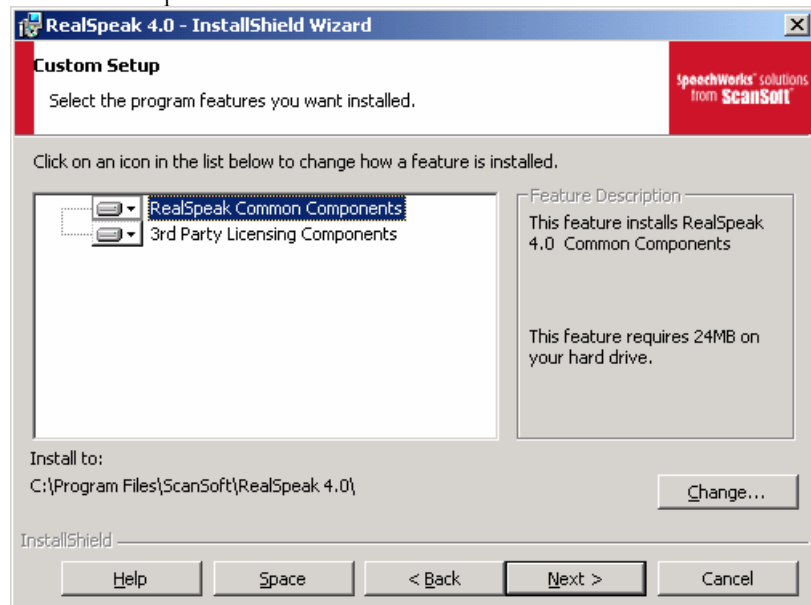 RealSpeak 4.0 - InstallShield Wizard
Custom Setup
Select the program features you want installed.
SpeechWorks® solutions
from ScanSoft™
Click on an icon in the list below to change how a feature is installed.
RealSpeak Common Components
3rd Party Licensing Components
Feature Description
This feature installs RealSpeak
4.0 Common Components
This feature requires 24MB on
your hard drive.
Install to:
C:\Program Files\ScanSoft\RealSpeak 4.0\
Change...
InstallShield
Help
Space
< Back
Next >
Cancel